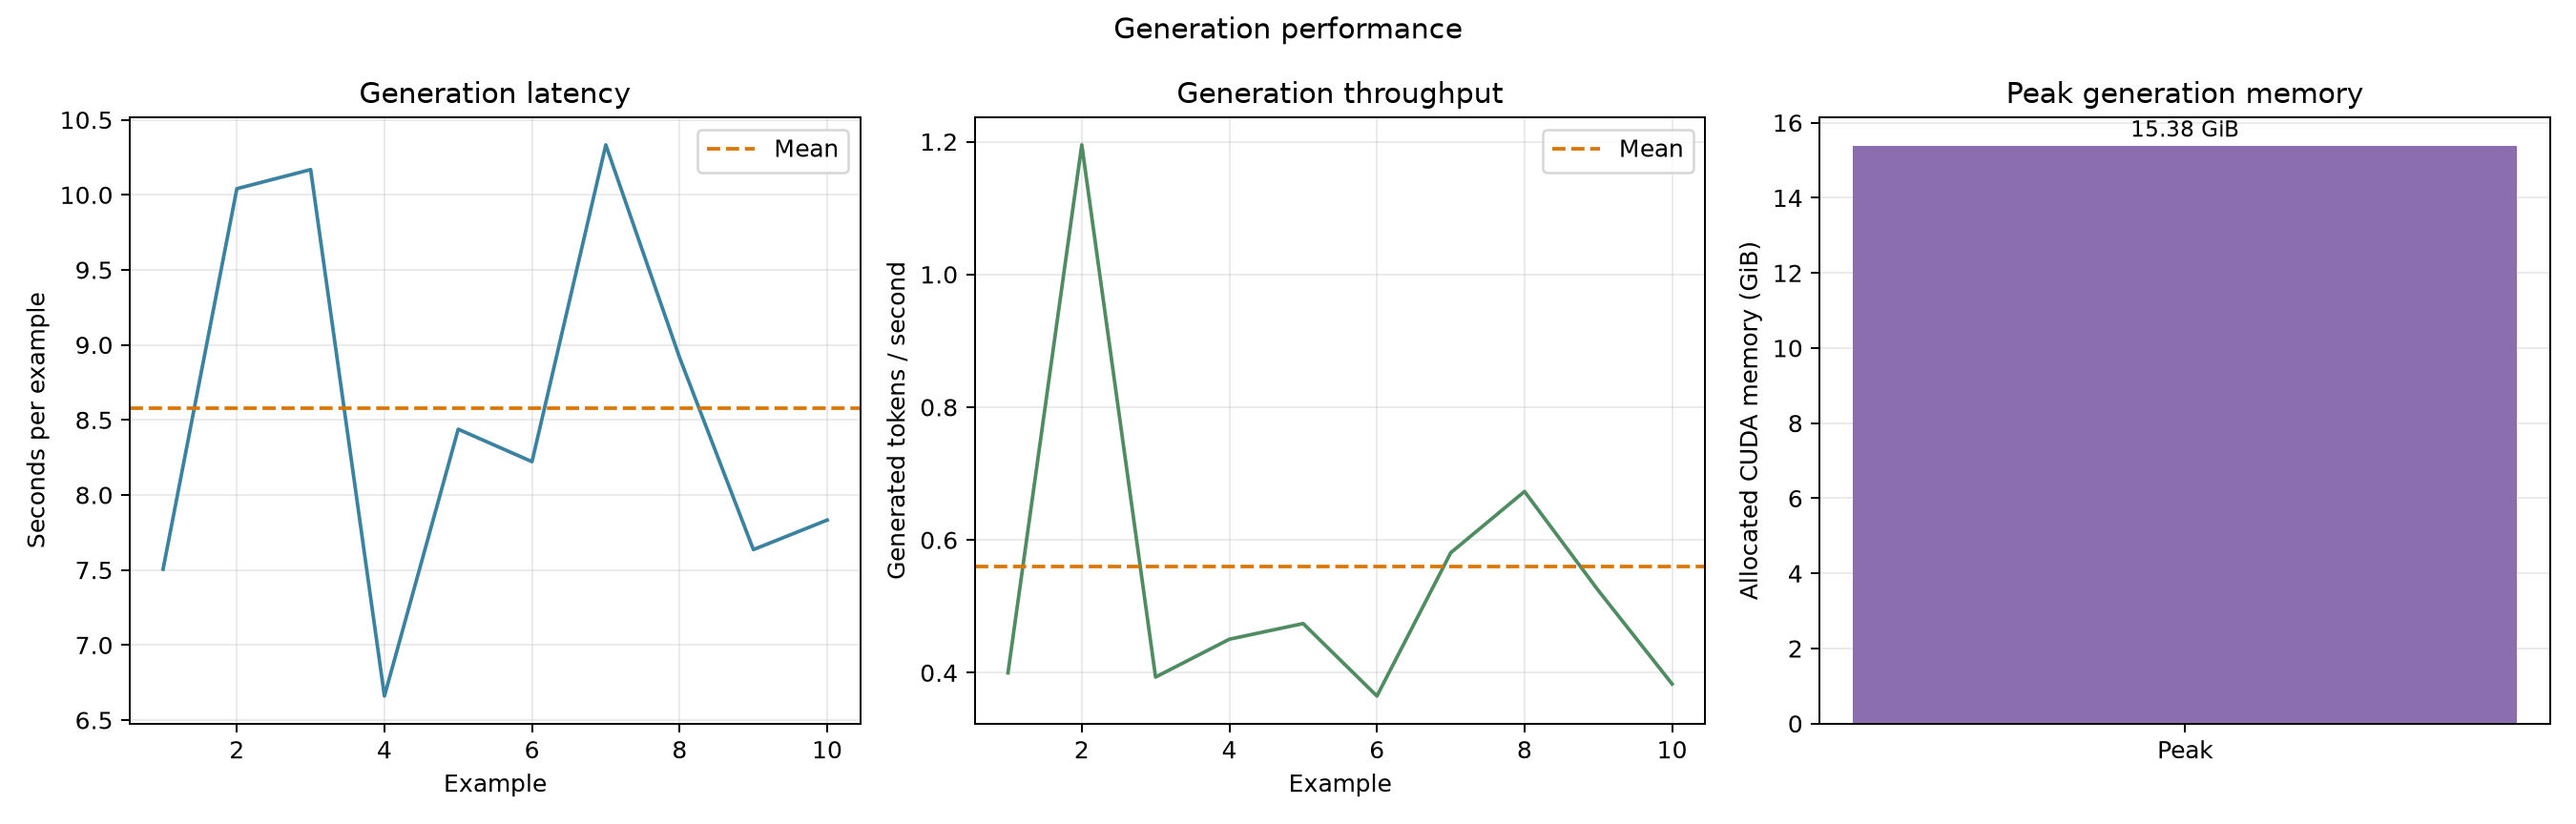 Generation performance
Generation latency
10.5
10.0
9.5
9.0
8.5
8.0
7.5
7.0
6.5
Seconds per example
2 4 6 8 10
Example
Mean
Generation throughput
1.2
1.0
0.8
0.6
0.4
Generated tokens / second
2 4 6 8 10
Example
Mean
Peak generation memory
16
14
12
10
8
6
4
2
0
Allocated CUDA memory (GiB)
15.38 GiB
Peak